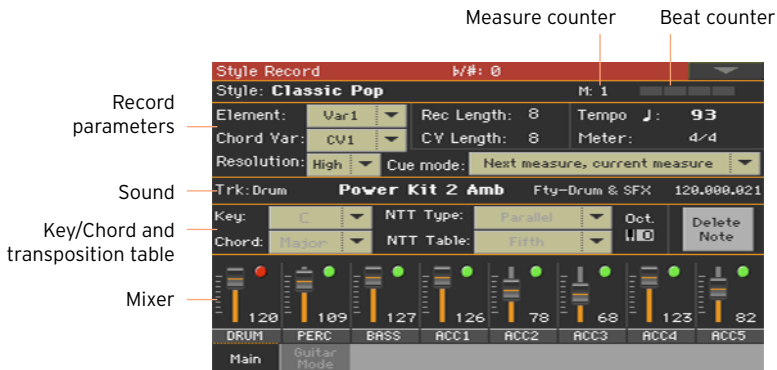 Measure counter Beat counter
Style Record ♭/#: 0
Style: Classic Pop M: 1
Record parameters
Element: Var1 Rec Length: 8 Tempo ♩: 93
Chord Var: CV1 CV Length: 8 Meter: 4/4
Resolution: High Cue mode: Next measure, current measure
Sound
Trk: Drum Power Kit 2 Amb Fty-Drum & SFX 120.000.021
Key/Chord and transposition table
Key: C NTT Type: Parallel Oct. 0 Delete Note
Chord: Major NTT Table: Fifth
Mixer
120 109 127 126 78 68 123 82
DRUM PERC BASS ACC1 ACC2 ACC3 ACC4 ACC5
Main Guitar Mode